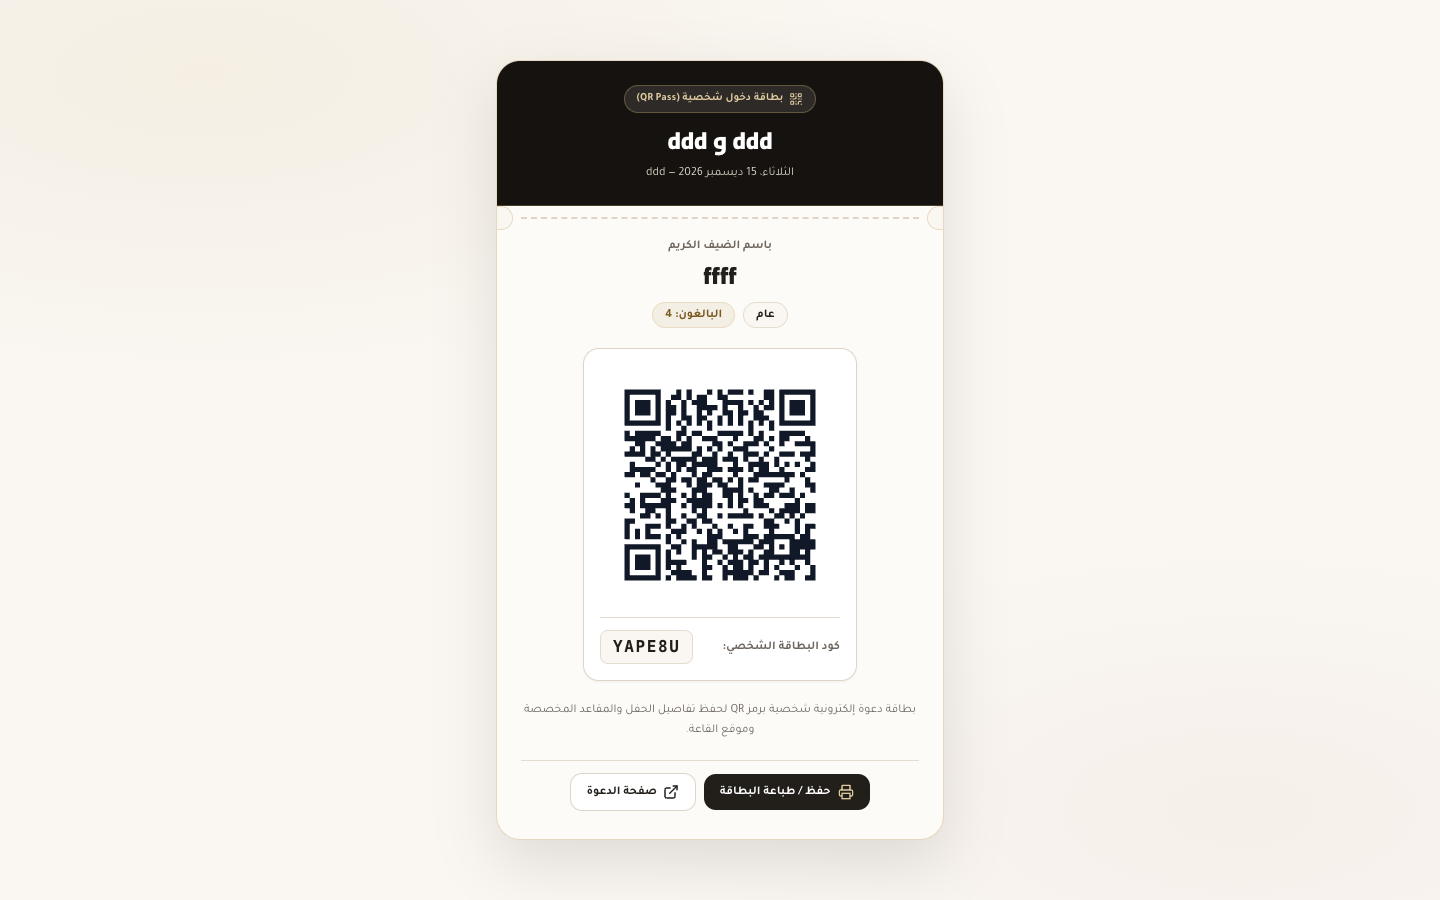 بطاقة دخول شخصية (QR Pass)
ddd و ddd
الثلاثاء، 15 ديسمبر 2026 — ddd
باسم الضيف الكريم
ffff
عام
البالغون: 4
كود البطاقة الشخصي: YAPE8U
بطاقة دعوة إلكترونية شخصية برمز QR لحفظ تفاصيل الحفل والمقاعد المخصصة
وموقع القاعة.
حفظ / طباعة البطاقة
صفحة الدعوة